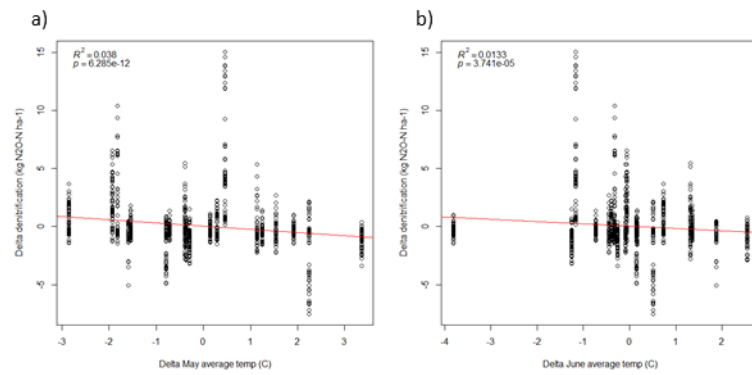 a)
R² = 0.038
p = 6.285e-12
Delta dentrification (kg N2O-N ha-1)
15
10
5
0
-5
-3 -2 -1 0 1 2 3
Delta May average temp (C)
b)
R² = 0.0133
p = 3.741e-05
Delta dentrification (kg N2O-N ha-1)
15
10
5
0
-5
-4 -3 -2 -1 0 1 2
Delta June average temp (C)